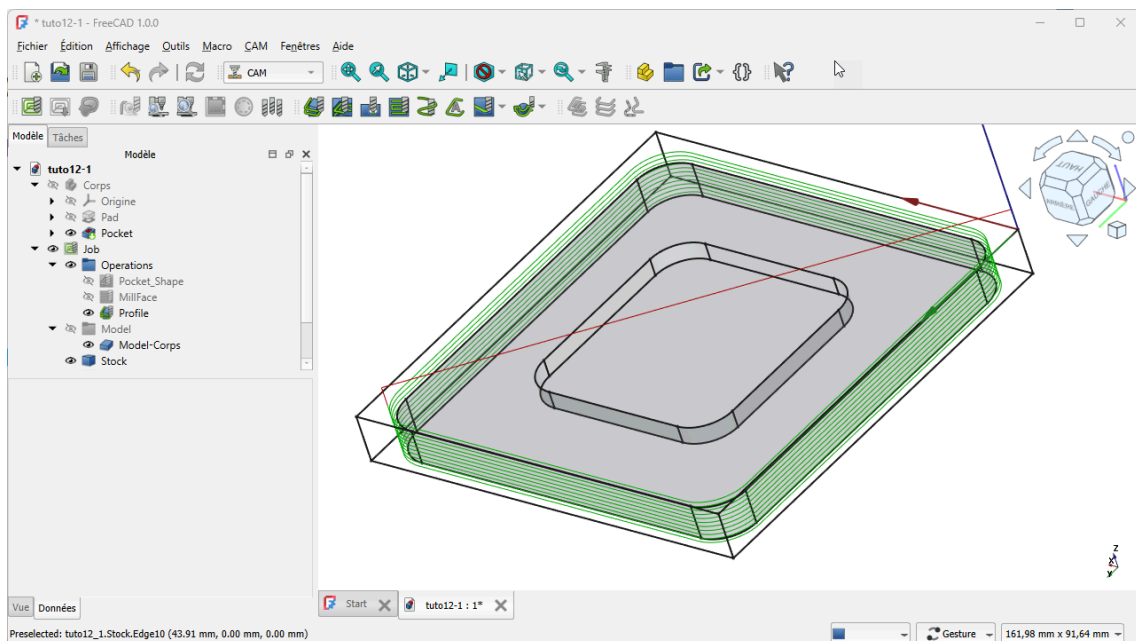 * tuto12-1 - FreeCAD 1.0.0
Fichier Édition Affichage Outils Macro CAM Fenêtres Aide
CAM
Modèle Tâches
Modèle
tuto12-1
Corps
Origine
Pad
Pocket
Job
Operations
Pocket_Shape
MillFace
Profile
Model
Model-Corps
Stock
HAUT
GAUCHE
Z
X
Y
Vue Données
Start
tuto12-1 : 1*
Preselected: tuto12_1.Stock.Edge10 (43.91 mm, 0.00 mm, 0.00 mm)
Gesture
161,98 mm x 91,64 mm